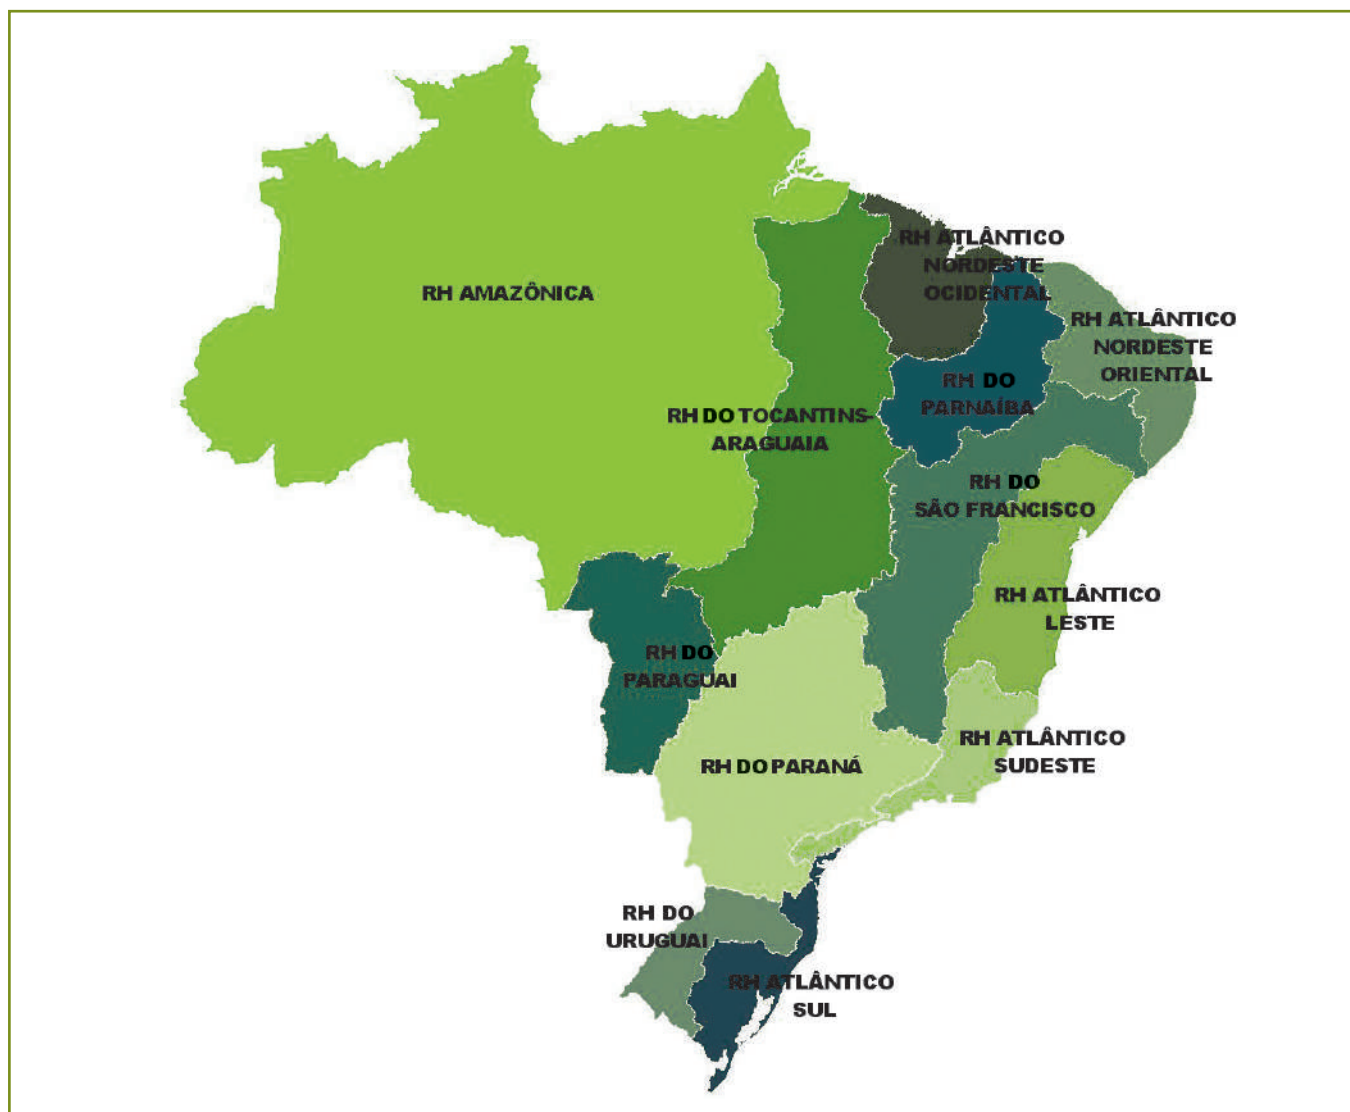 RH ATLÂNTICO
NORDESTE
OCIDENTAL
RH AMAZÔNICA
RH ATLÂNTICO
NORDESTE
ORIENTAL
RH DO
PARNAÍBA
RH DO TOCANTINS-
ARAGUAIA
RH DO
SÃO FRANCISCO
RH ATLÂNTICO
LESTE
RH DO
PARAGUAI
RH ATLÂNTICO
SUDESTE
RH DO PARANÁ
RH DO
URUGUAI
RH ATLÂNTICO
SUL